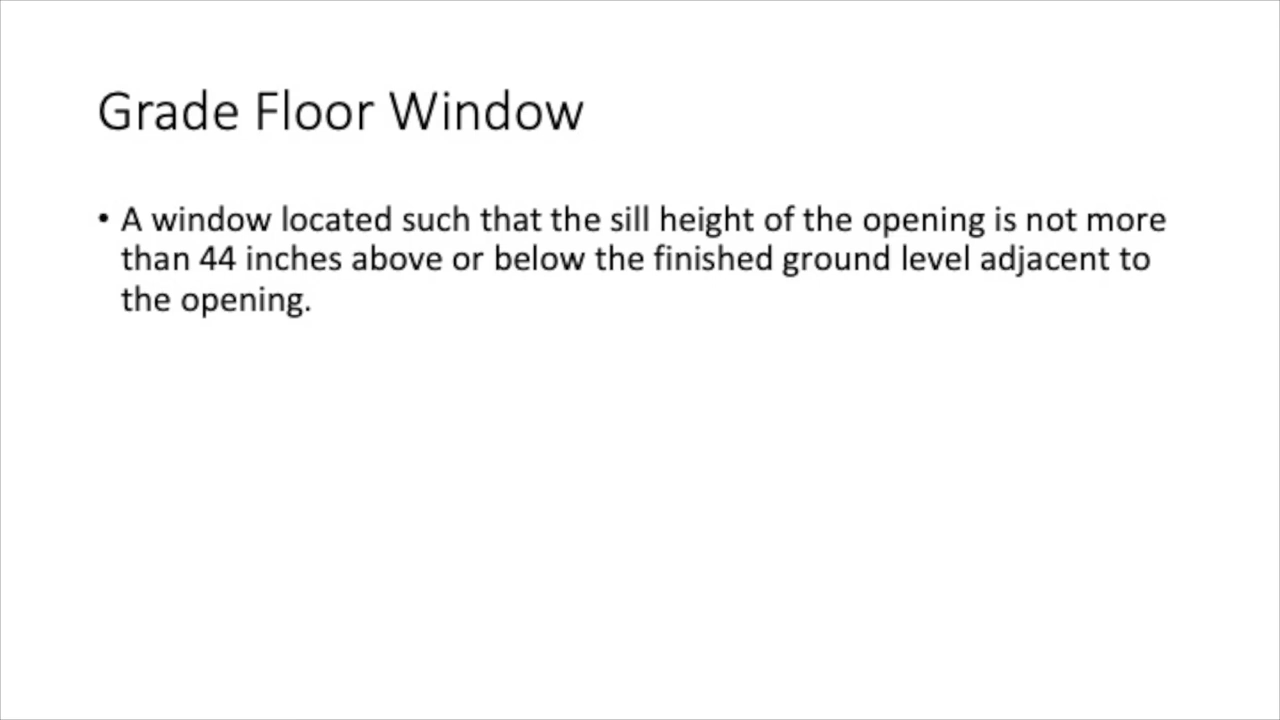 Grade Floor Window
• A window located such that the sill height of the opening is not more
than 44 inches above or below the finished ground level adjacent to
the opening.